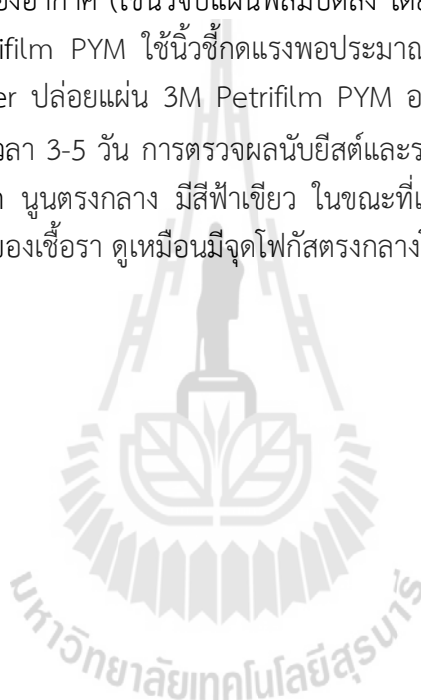 องอากาศ (ใช้นิ้วจับแผ่นฟิล์มปิดลง โดย
ifilm PYM ใช้นิ้วชี้กดแรงพอประมาณ
er ปล่อยแผ่น 3M Petrifilm PYM อ
วลา 3-5 วัน การตรวจผลนับยีสต์และร
นูนตรงกลาง มีสีฟ้าเขียว ในขณะที่เ
ของเชื้อรา ดูเหมือนมีจุดโฟกัสตรงกลางโ
มหาวิทยาลัยเทคโนโลยีสุรนาร